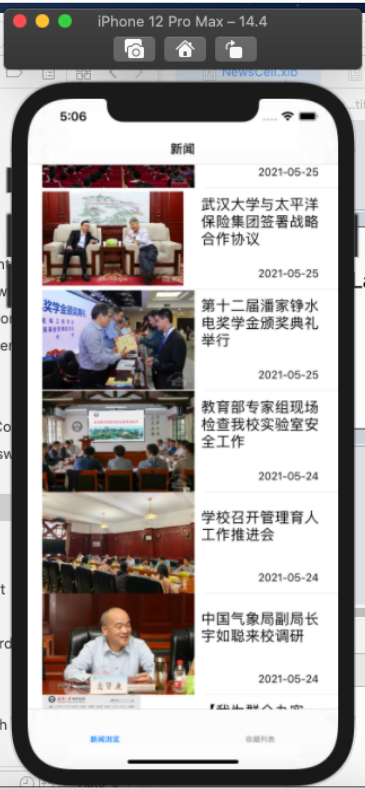 iPhone 12 Pro Max – 14.4
NewsCell.xib
5:06
新闻
2021-05-25
武汉大学与太平洋
保险集团签署战略
合作协议
2021-05-25
第十二届潘家铮水
电奖学金颁奖典礼
举行
2021-05-25
教育部专家组现场
检查我校实验室安
全工作
2021-05-24
学校召开管理育人
工作推进会
2021-05-24
中国气象局副局长
宇如聪来校调研
2021-05-24
新闻浏览
收藏列表